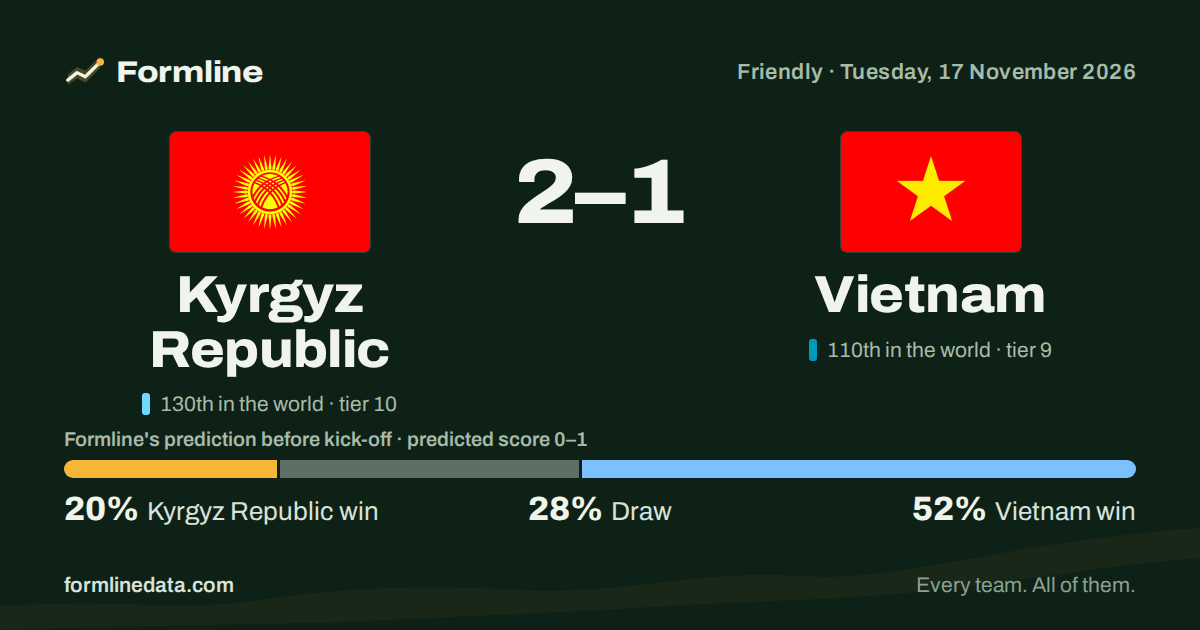 Formline
Friendly · Tuesday, 17 November 2026
2–1
Kyrgyz
Republic
130th in the world · tier 10
Vietnam
110th in the world · tier 9
Formline's prediction before kick-off · predicted score 0–1
20% Kyrgyz Republic win
28% Draw
52% Vietnam win
formlinedata.com
Every team. All of them.